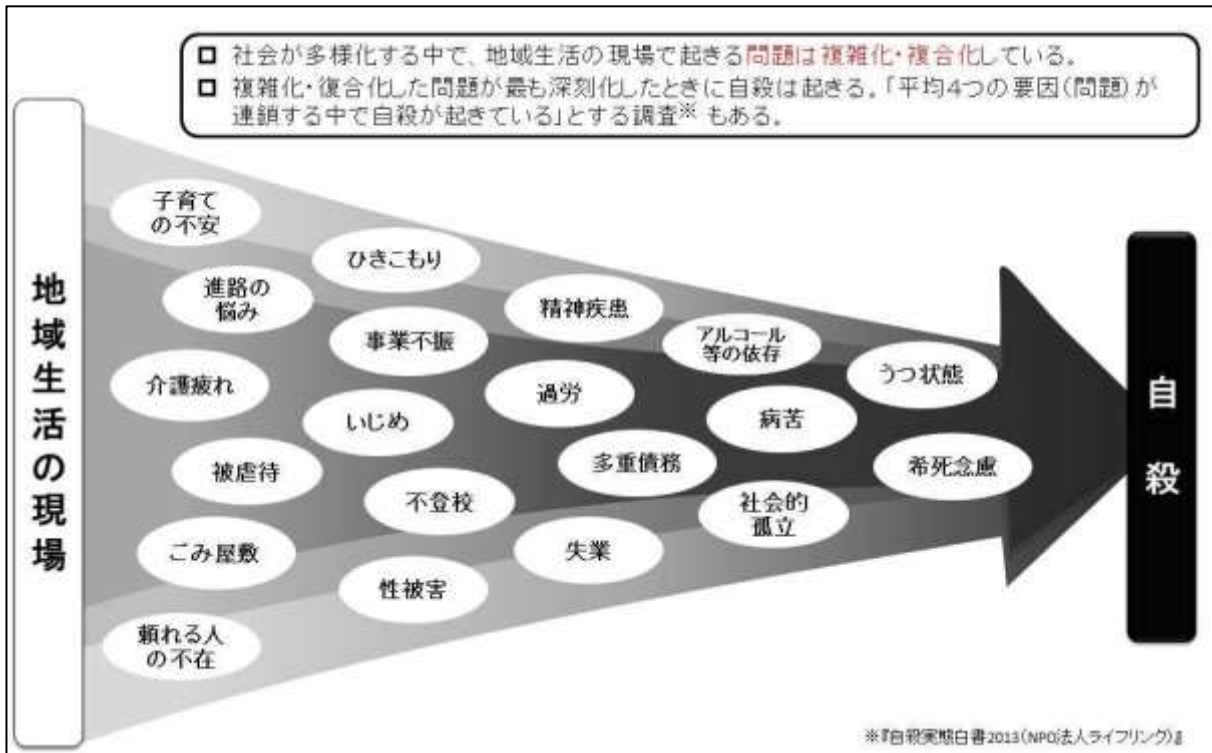 □ 社会が多様化する中で、地域生活の現場で起きる問題は複雑化・複合化している。
□ 複雑化・復合化した問題が最も深刻化したときに自殺は起きる。「平均4つの要因(問題)が
連鎖する中で自殺が起きている」とする調査※ もある。
地域生活の現場
子育て
の不安
ひきこもり
進路の
悩み
精神疾患
事業不振
アルコール
等の依存
うつ状態
介護疲れ
過労
いじめ
病苦
被虐待
多重債務
希死念慮
不登校
社会的
孤立
ごみ屋敷
失業
性被害
頼れる人
の不在
自殺
※『自殺実態白書2013(NPO法人ライフリンク)』